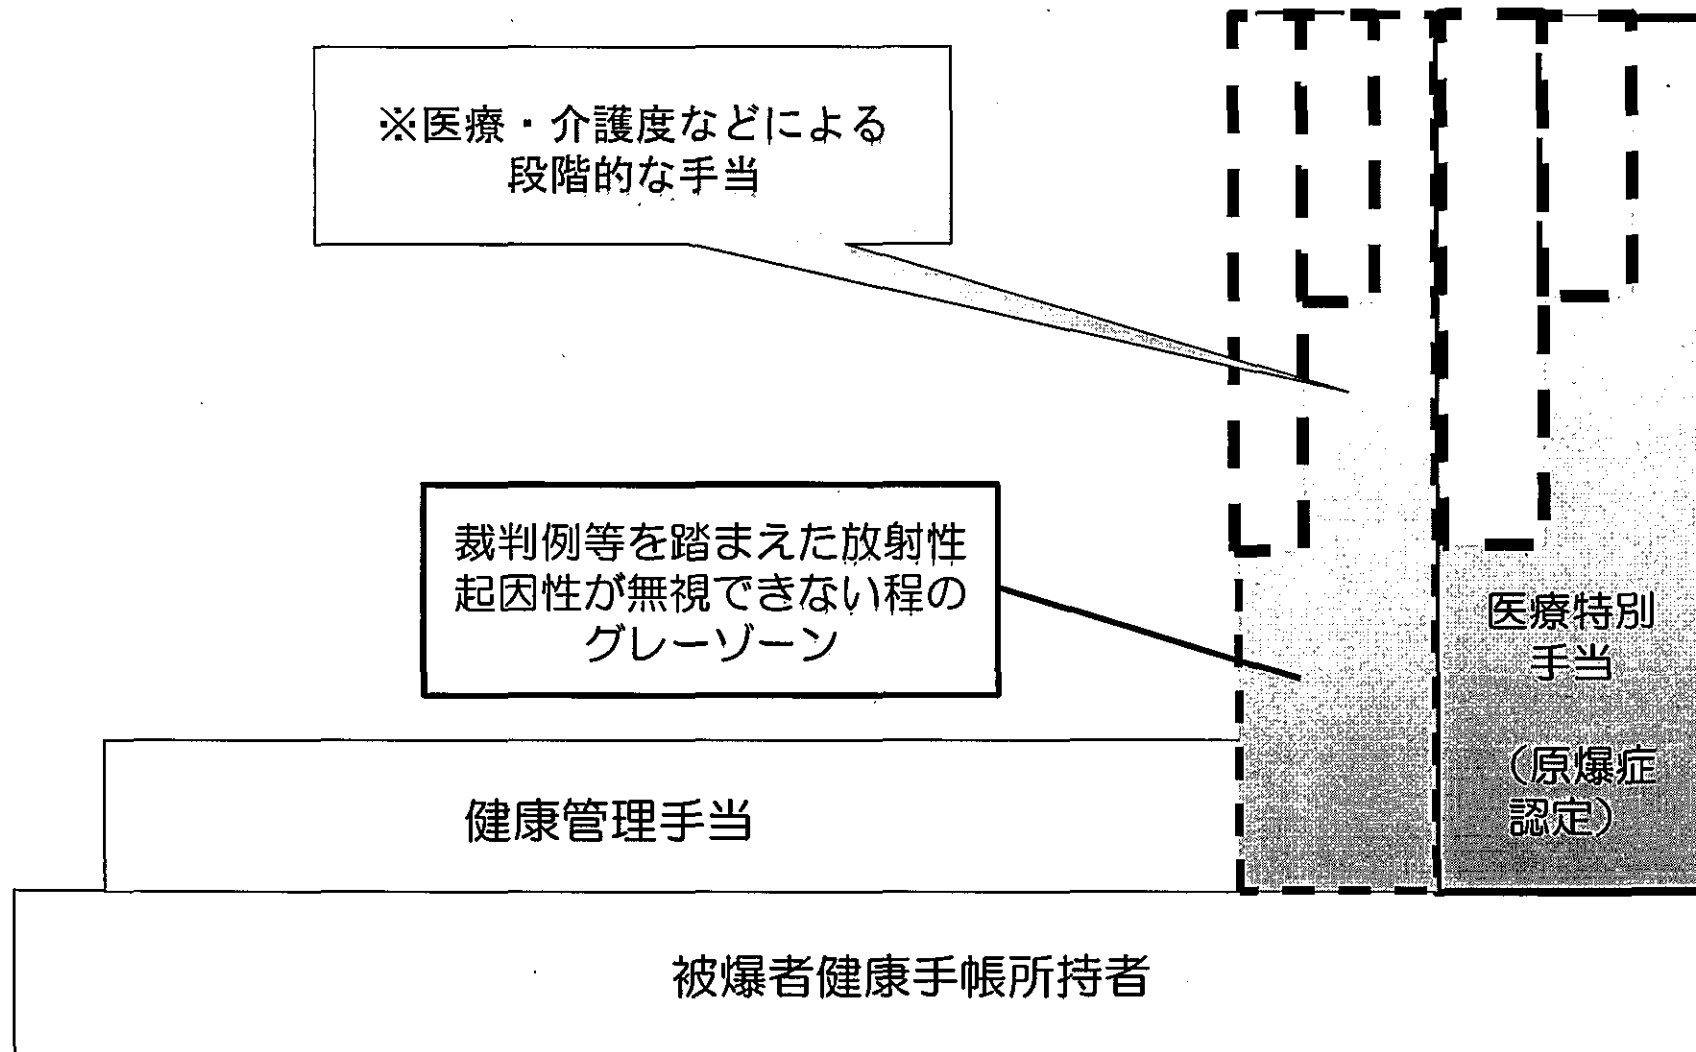 ※医療・介護度などによる
段階的な手当
裁判例等を踏まえた放射性
起因性が無視できない程の
グレーゾーン
医療特別
手当
（原爆症
認定）
健康管理手当
被爆者健康手帳所持者